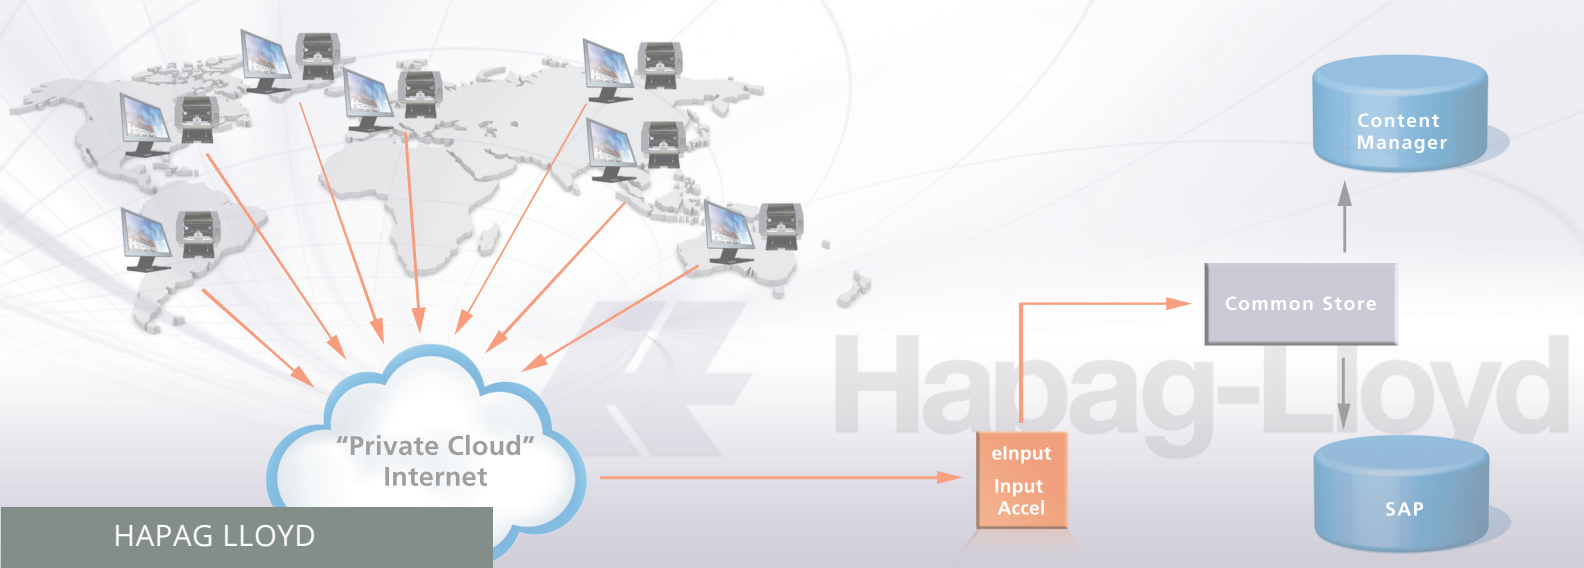 Content
Manager
Common Store
Hapag-Lloyd
"Private Cloud"
Internet
eInput
Input
Accel
SAP
HAPAG LLOYD